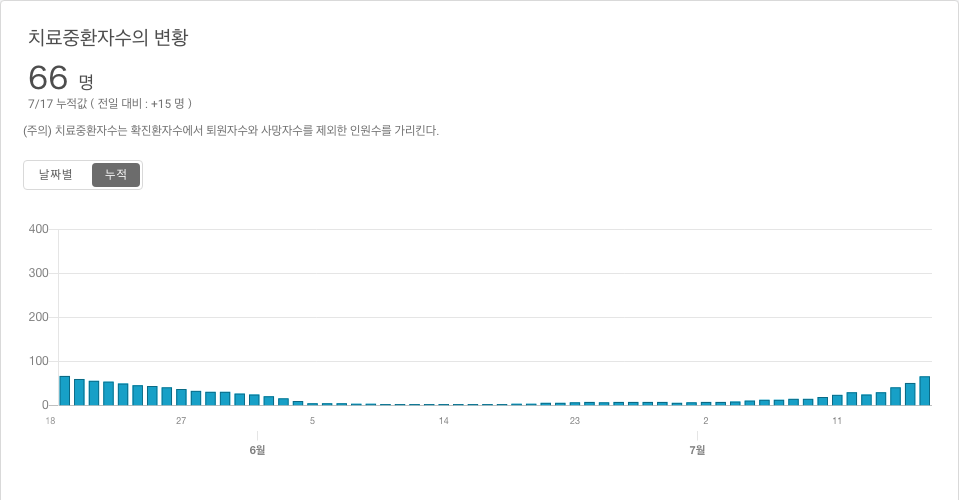 치료중환자수의 변황
66 명
7/17 누적값 ( 전일 대비 : +15 명 )
(주의) 치료중환자수는 확진환자수에서 퇴원자수와 사망자수를 제외한 인원수를 가리킨다.
날짜별 누적
400
300
200
100
0
18 27 5 14 23 2 11
6월 7월